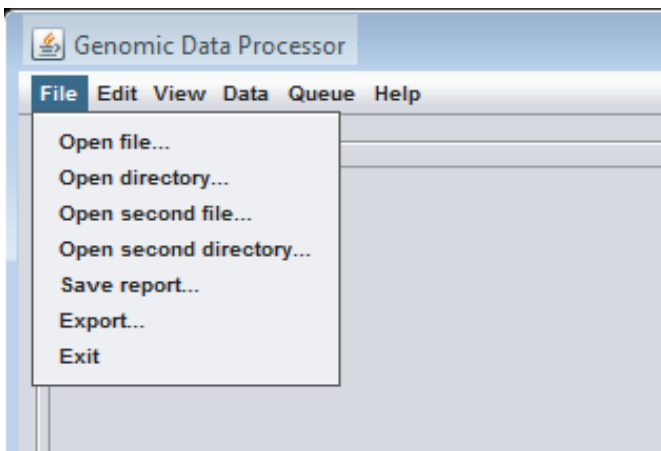 Genomic Data Processor
File Edit View Data Queue Help
Open file...
Open directory...
Open second file...
Open second directory...
Save report...
Export...
Exit